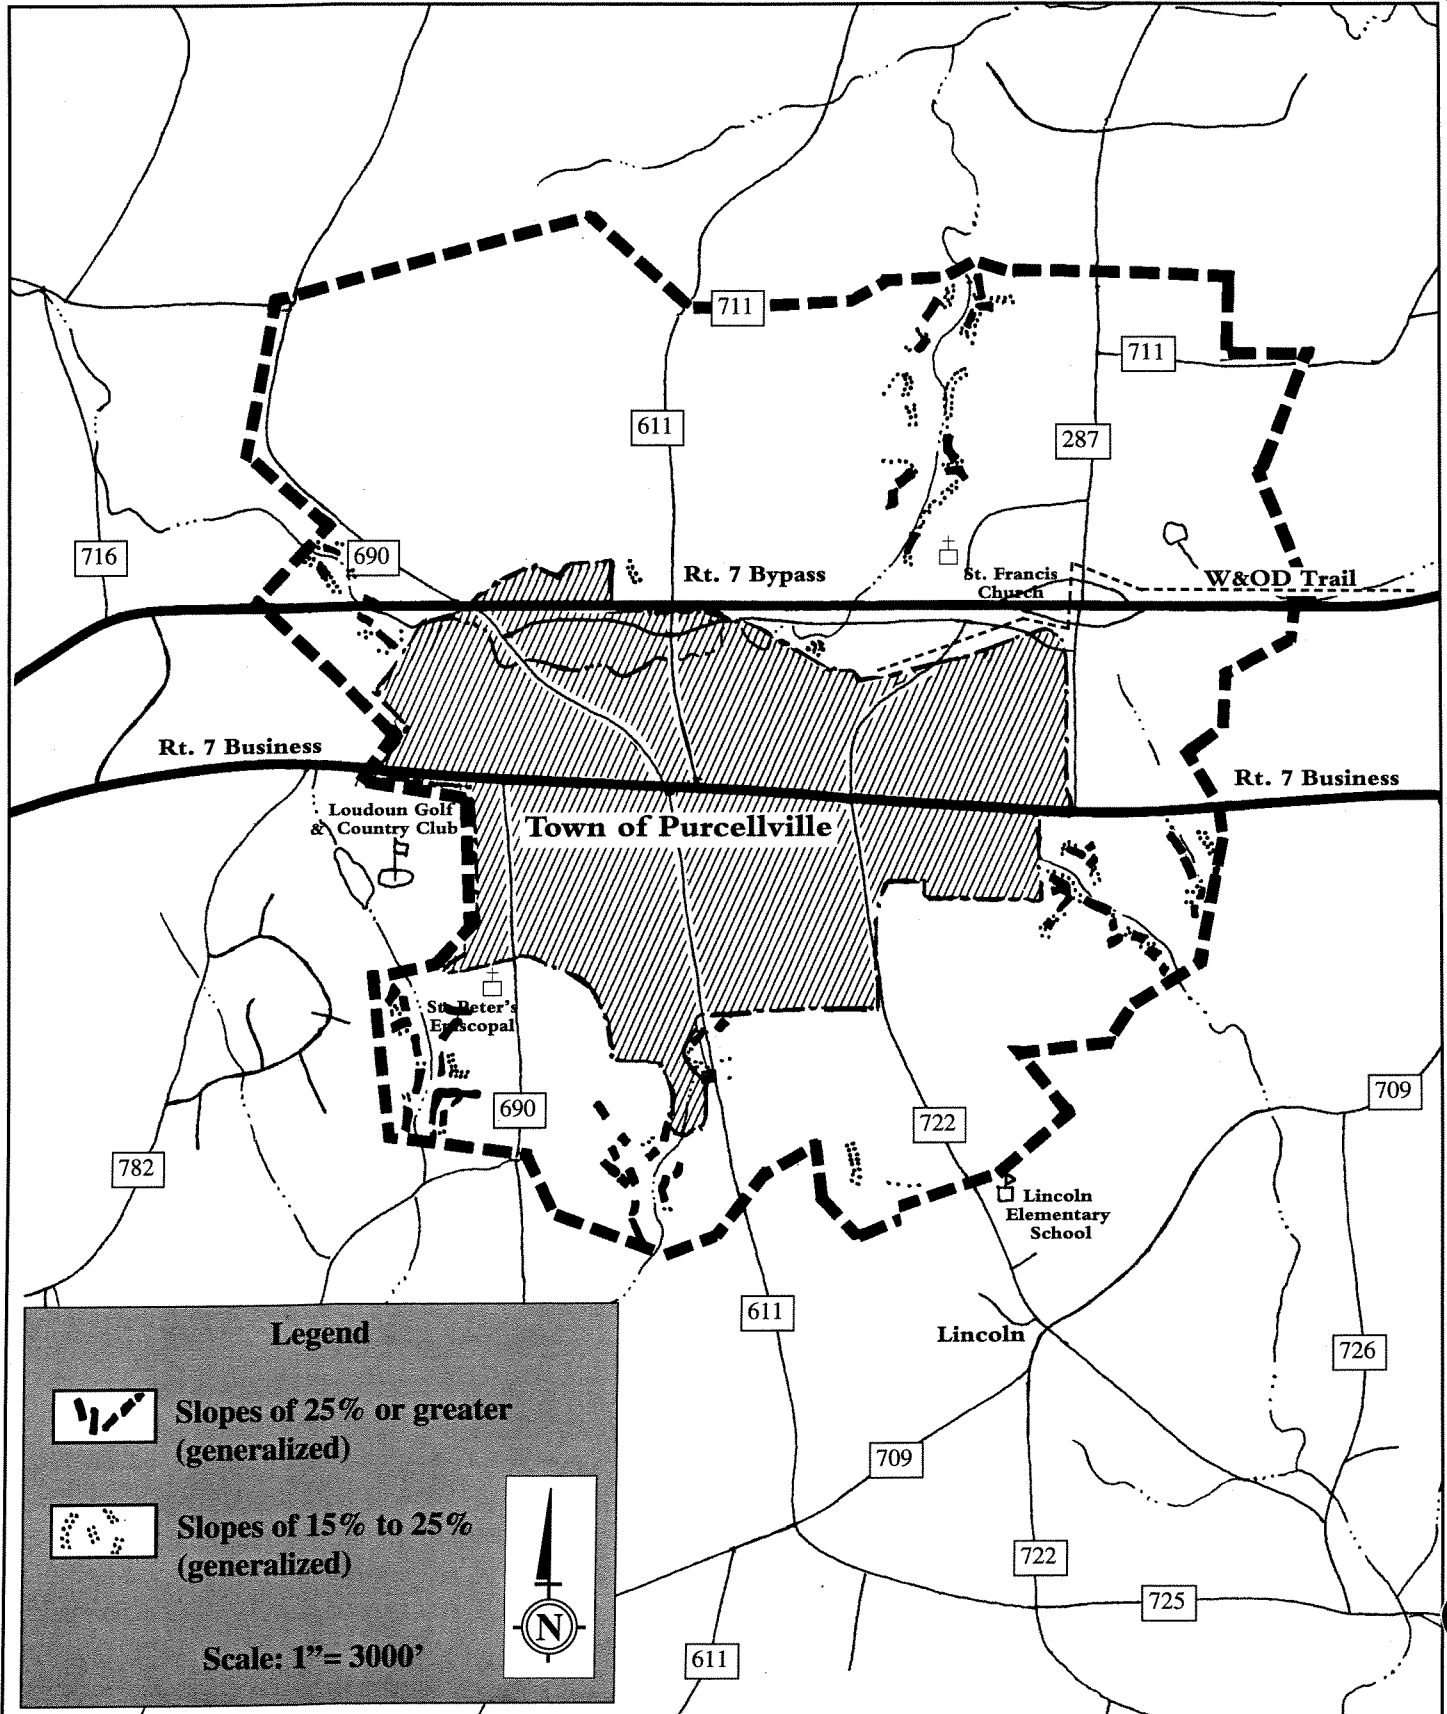 711
711
611
287
716
690
Rt. 7 Bypass
St. Francis
Church
W&OD Trail
Rt. 7 Business
Rt. 7 Business
Loudoun Golf
& Country Club
Town of Purcellville
St. Peter's
Episcopal
690
722
709
782
Lincoln
Elementary
School
611
Lincoln
726
709
722
725
611
Legend
Slopes of 25% or greater
(generalized)
Slopes of 15% to 25%
(generalized)
Scale: 1”= 3000’
N